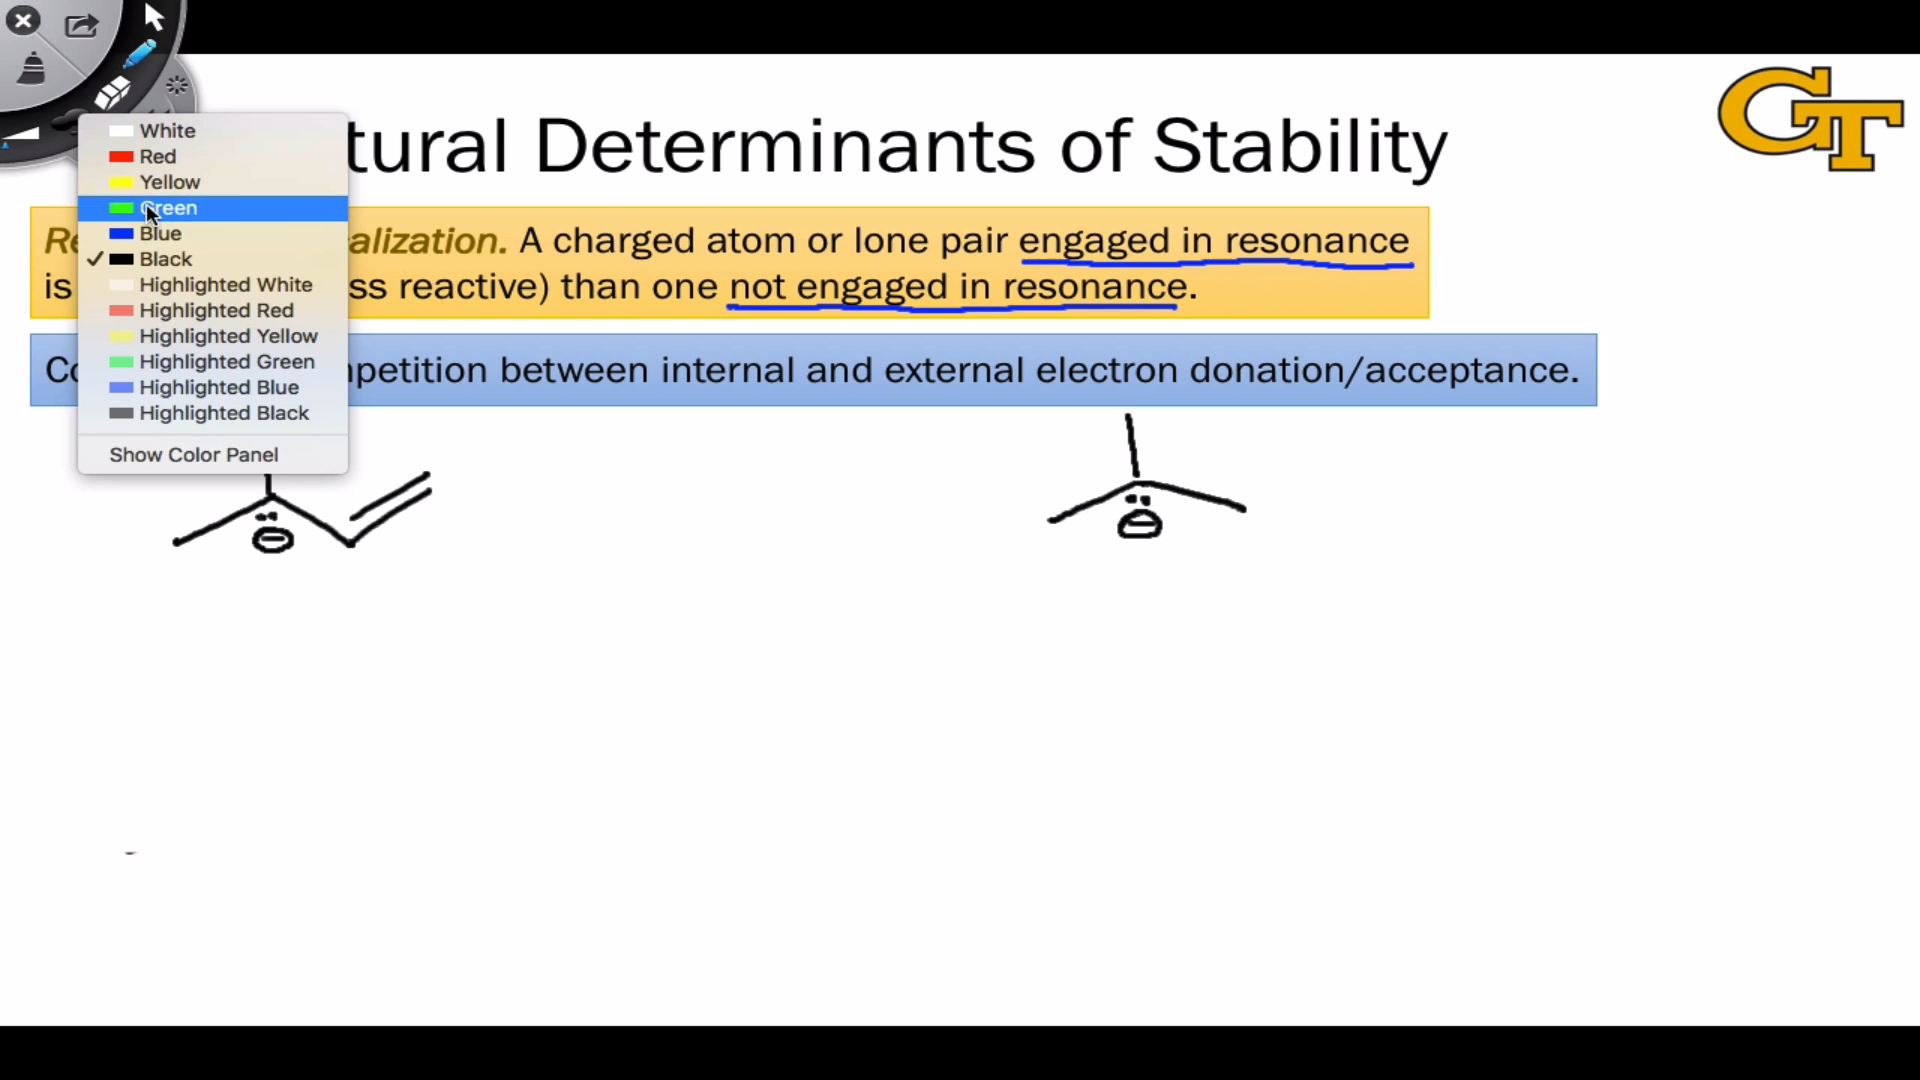 tural Determinants of Stability
GT
White
Red
Yellow
Green
Blue
Black
Highlighted White
Highlighted Red
Highlighted Yellow
Highlighted Green
Highlighted Blue
Highlighted Black
Show Color Panel
Re alization. A charged atom or lone pair engaged in resonance
is ss reactive) than one not engaged in resonance.
Co npetition between internal and external electron donation/acceptance.